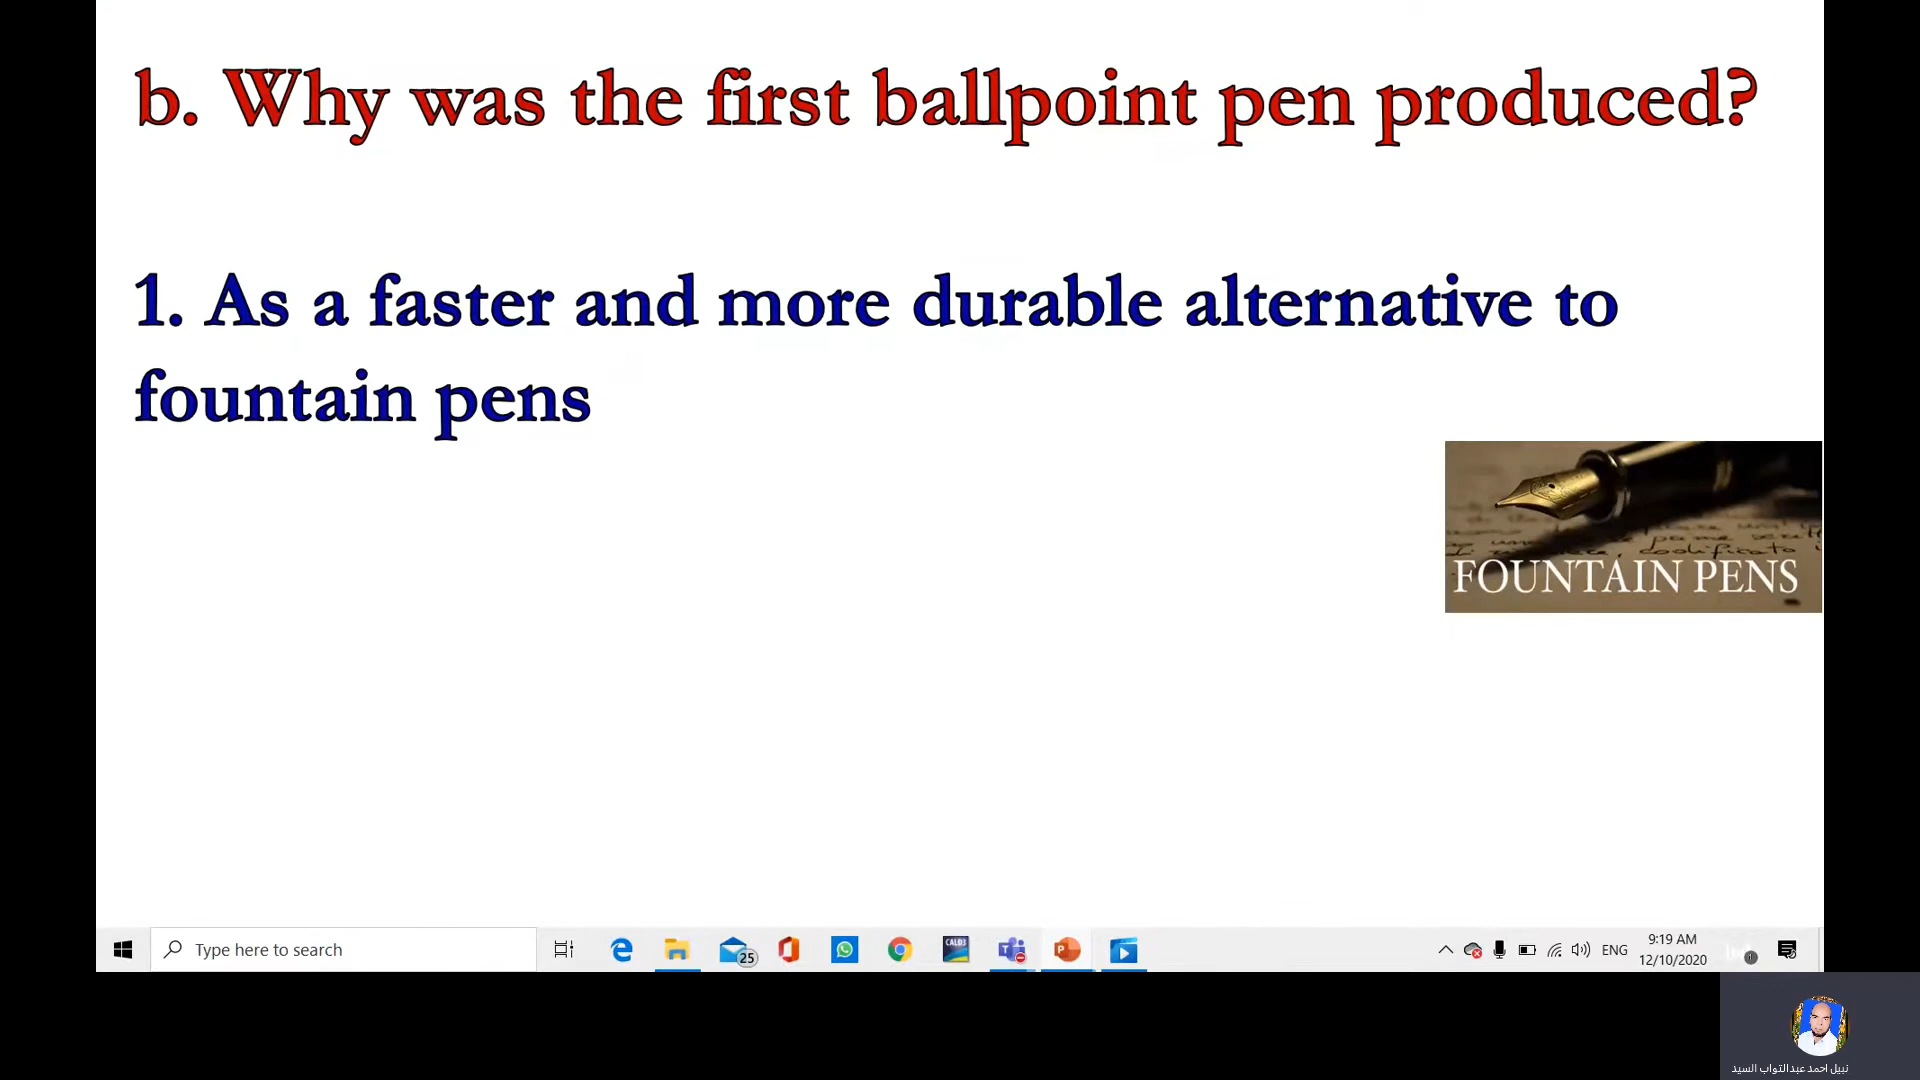 b. Why was the first ballpoint pen produced?
1. As a faster and more durable alternative to
fountain pens
FOUNTAIN PENS
Type here to search
25
CALD3
ENG
9:19 AM
12/10/2020
نبيل احمد عبدالتواب السيد